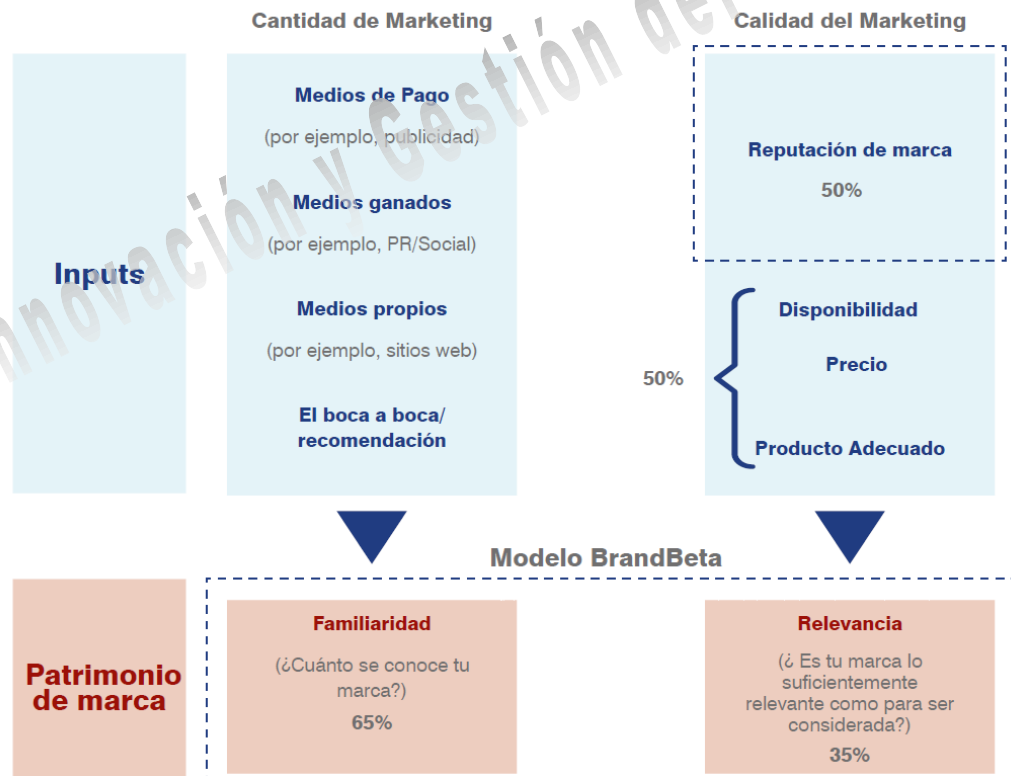 Cantidad de Marketing
Calidad del Marketing
Inputs
Medios de Pago
(por ejemplo, publicidad)
Medios ganados
(por ejemplo, PR/Social)
Medios propios
(por ejemplo, sitios web)
El boca a boca/
recomendación
Reputación de marca
50%
50%
Disponibilidad
Precio
Producto Adecuado
Modelo BrandBeta
Patrimonio
de marca
Familiaridad
(¿Cuánto se conoce tu
marca?)
65%
Relevancia
(¿ Es tu marca lo
suficientemente
relevante como para ser
considerada?)
35%
nnovación y Gestión de